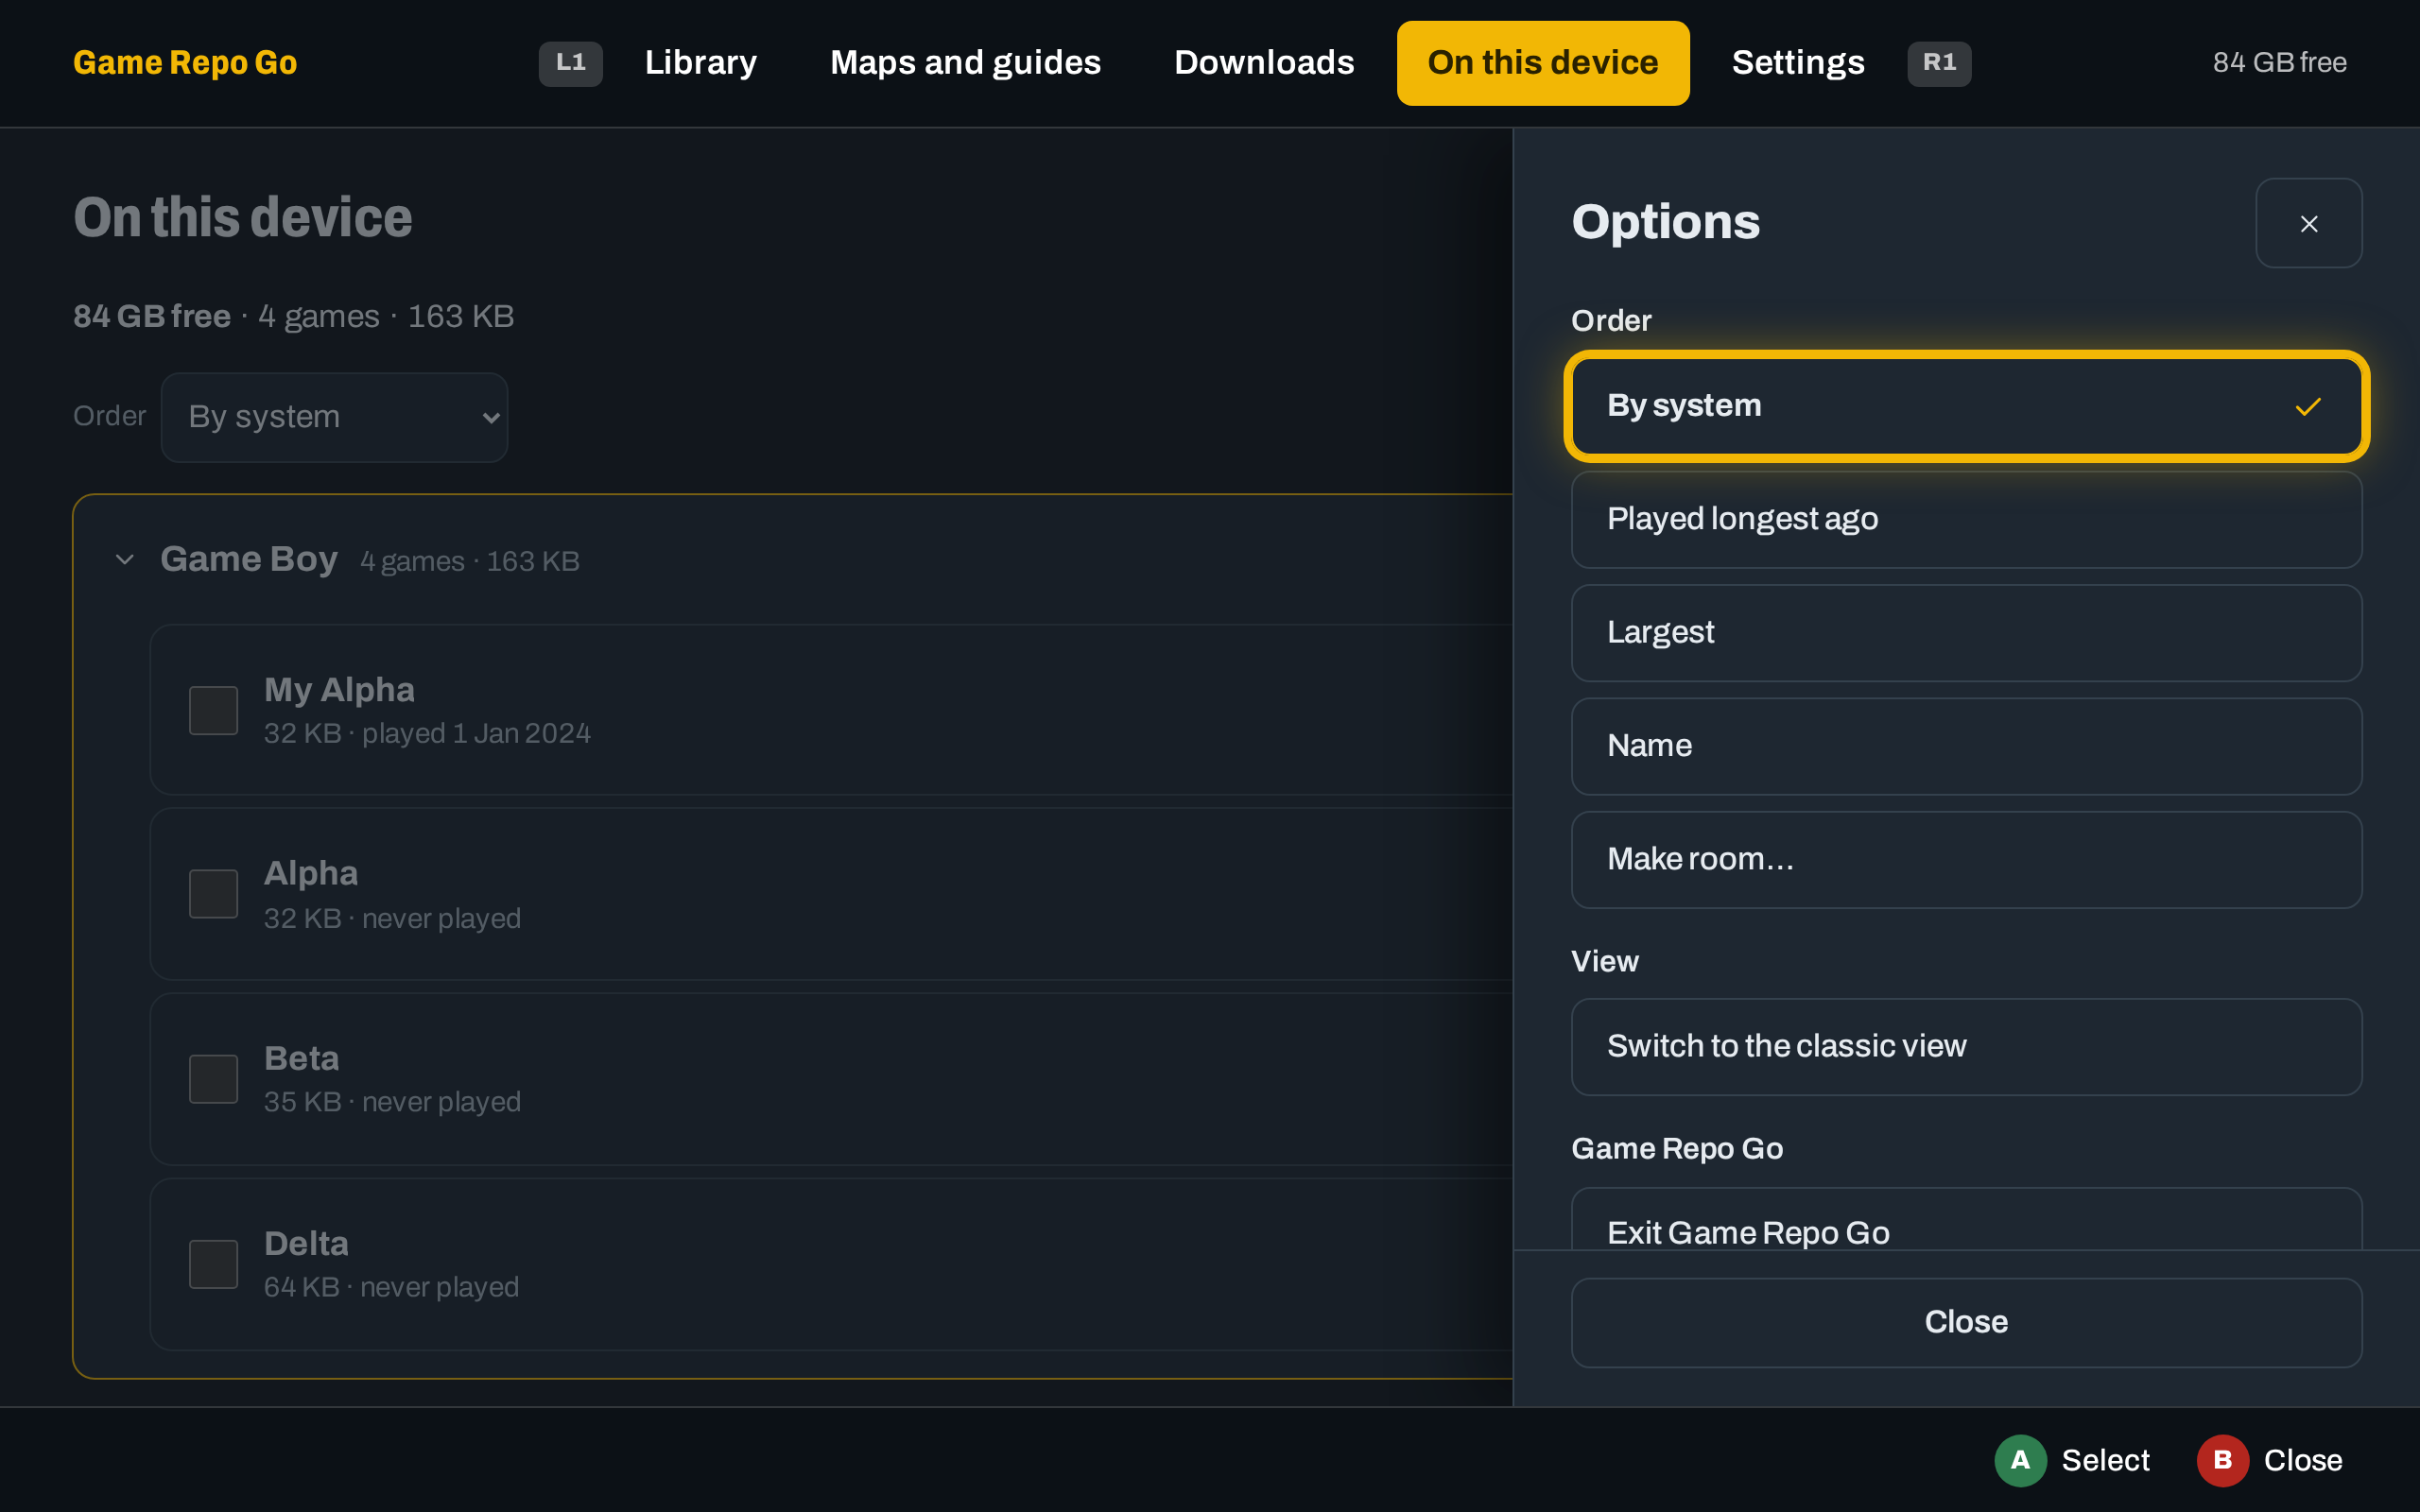 Game Repo Go
L1
Library
Maps and guides
Downloads
On this device
Settings
R1
84 GB free
On this device
84 GB free · 4 games · 163 KB
Order
By system
Game Boy 4 games · 163 KB
My Alpha
32 KB · played 1 Jan 2024
Alpha
32 KB · never played
Beta
35 KB · never played
Delta
64 KB · never played
Options
Order
By system
Played longest ago
Largest
Name
Make room...
View
Switch to the classic view
Game Repo Go
Exit Game Repo Go
Close
A Select
B Close